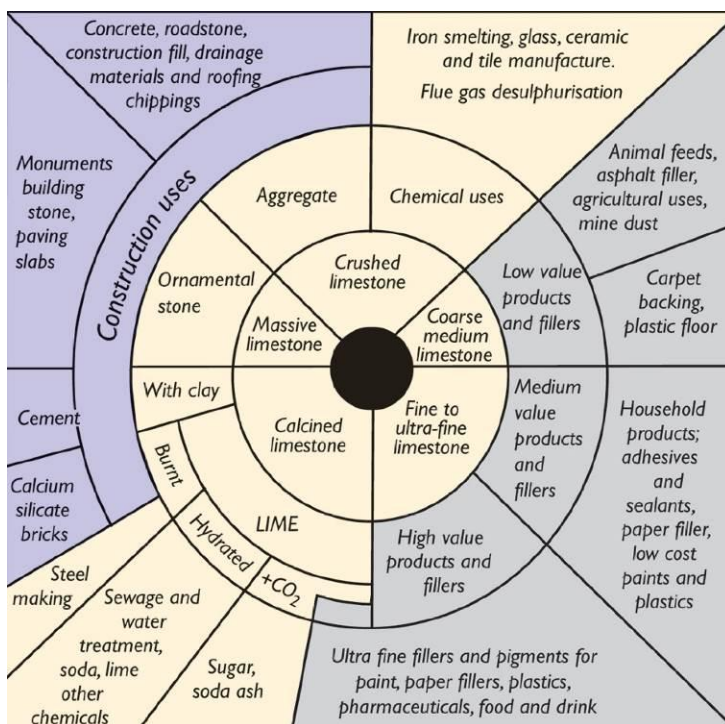 Concrete, roadstone,
construction fill, drainage
materials and roofing
chippings
Iron smelting, glass, ceramic
and tile manufacture.
Flue gas desulphurisation
Monuments
building
stone,
paving
slabs
Construction uses
Aggregate
Chemical uses
Animal feeds,
asphalt filler,
agricultural uses,
mine dust
Ornamental
stone
Crushed
limestone
Low value
products
and fillers
Carpet
backing,
plastic floor
Massive
limestone
Coarse
medium
limestone
With clay
Cement
Calcined
limestone
Fine to
ultra-fine
limestone
Medium
value
products
and
fillers
Household
products;
adhesives
and
sealants,
paper filler,
low cost
paints and
plastics
Calcium
silicate
bricks
Burnt
LIME
Hydrated
+CO₂
High value
products and
fillers
Steel
making
Sewage and
water
treatment,
soda, lime
other
chemicals
Sugar,
soda ash
Ultra fine fillers and pigments for
paint, paper fillers, plastics,
pharmaceuticals, food and drink